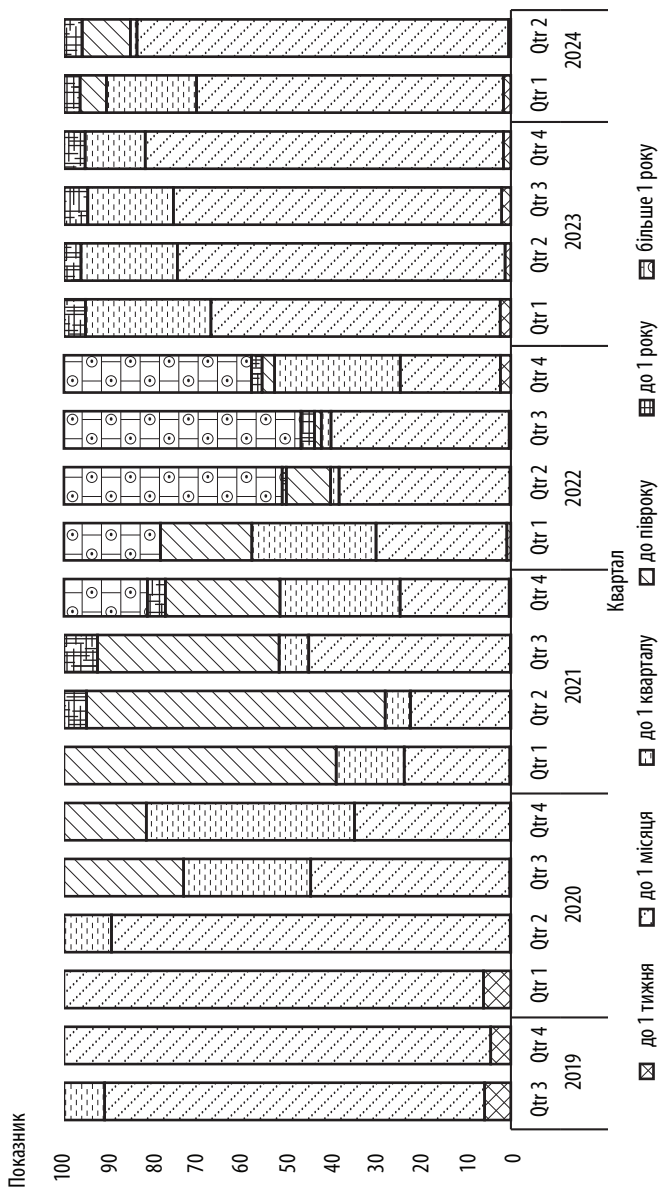 Показник
100
90
80
70
60
50
40
30
20
10
0
Qtr 3 Qtr 4 Qtr 1 Qtr 2 Qtr 3 Qtr 4 Qtr 1 Qtr 2 Qtr 3 Qtr 4 Qtr 1 Qtr 2 Qtr 3 Qtr 4 Qtr 1 Qtr 2 Qtr 3 Qtr 4 Qtr 1 Qtr 2
2019 2020 2021 2022 2023 2024
Квартал
до 1 тижня до 1 місяця до 1 кварталу до півроку до 1 року більше 1 року